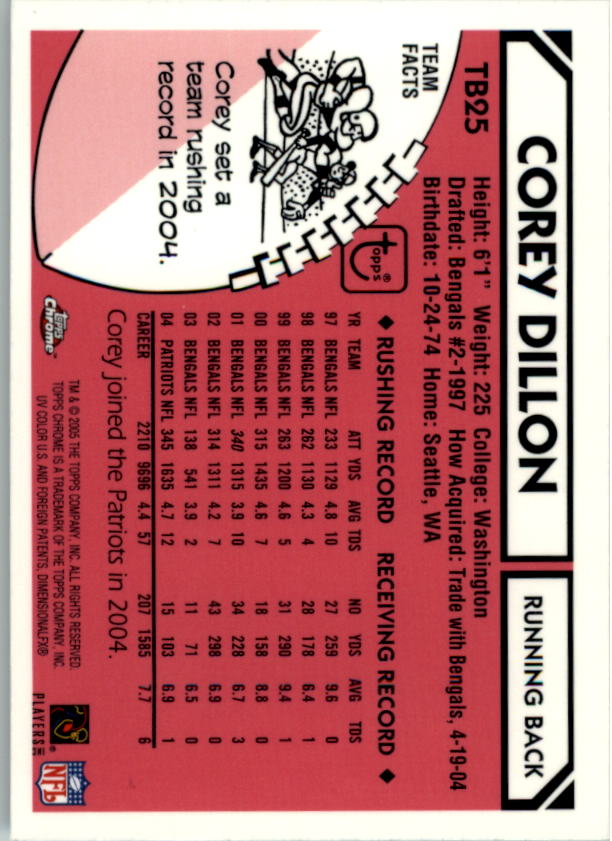 COREY DILLON
RUNNING BACK
TB25
Height: 6'1" Weight: 225 College: Washington
Drafted: Bengals #2-1997 How Acquired: Trade with Bengals, 4-19-04
Birthdate: 10-24-74 Home: Seattle, WA
TEAM
FACTS
Corey set a
team rushing
record in 2004.
topps®
◆ RUSHING RECORD RECEIVING RECORD ◆
YR TEAM ATT YDS AVG TDS NO YDS AVG TDS
97 BENGALS NFL 233 1129 4.8 10 27 259 9.6 0
98 BENGALS NFL 262 1130 4.3 4 28 178 6.4 1
99 BENGALS NFL 263 1200 4.6 5 31 290 9.4 1
00 BENGALS NFL 315 1435 4.6 7 18 158 8.8 0
01 BENGALS NFL 340 1315 3.9 10 34 228 6.7 3
02 BENGALS NFL 314 1311 4.2 7 43 298 6.9 0
03 BENGALS NFL 138 541 3.9 2 11 71 6.5 0
04 PATRIOTS NFL 345 1635 4.7 12 15 103 6.9 1
CAREER 2210 9696 4.4 57 207 1585 7.7 6
Corey joined the Patriots in 2004.
Topps
Chrome™
TM & © 2005 THE TOPPS COMPANY, INC. ALL RIGHTS RESERVED.
TOPPS CHROME IS A TRADEMARK OF THE TOPPS COMPANY, INC.
UV COLOR U.S. AND FOREIGN PATENTS, DIMENSIONALFX®
PLAYERS INC
NFL